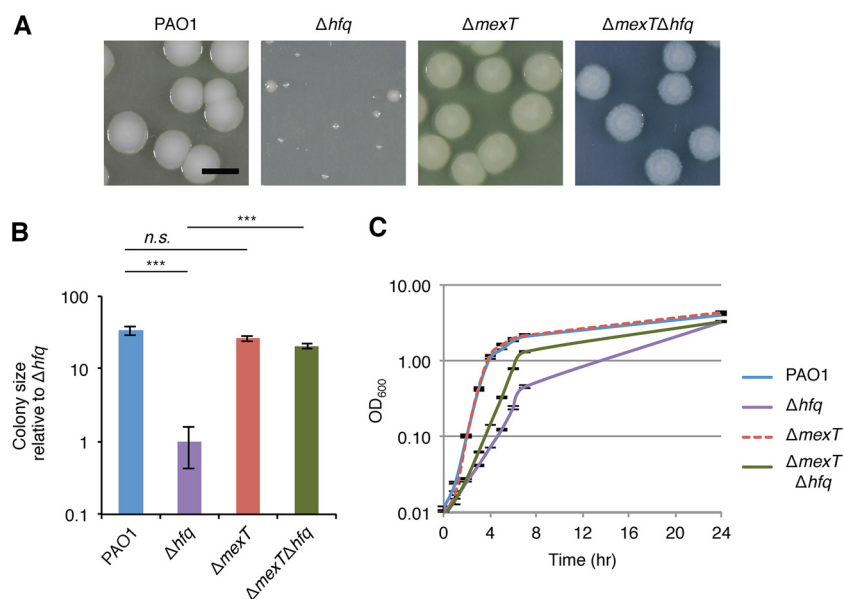 A
PAO1
Δhfq
ΔmexT
ΔmexTΔhfq
B
***
n.s.
***
100
10
1
0.1
Colony size
relative to Δhfq
PAO1
Δhfq
ΔmexT
ΔmexTΔhfq
C
10.00
1.00
0.10
0.01
OD600
0
4
8
12
16
20
24
Time (hr)
PAO1
Δhfq
ΔmexT
ΔmexT
Δhfq